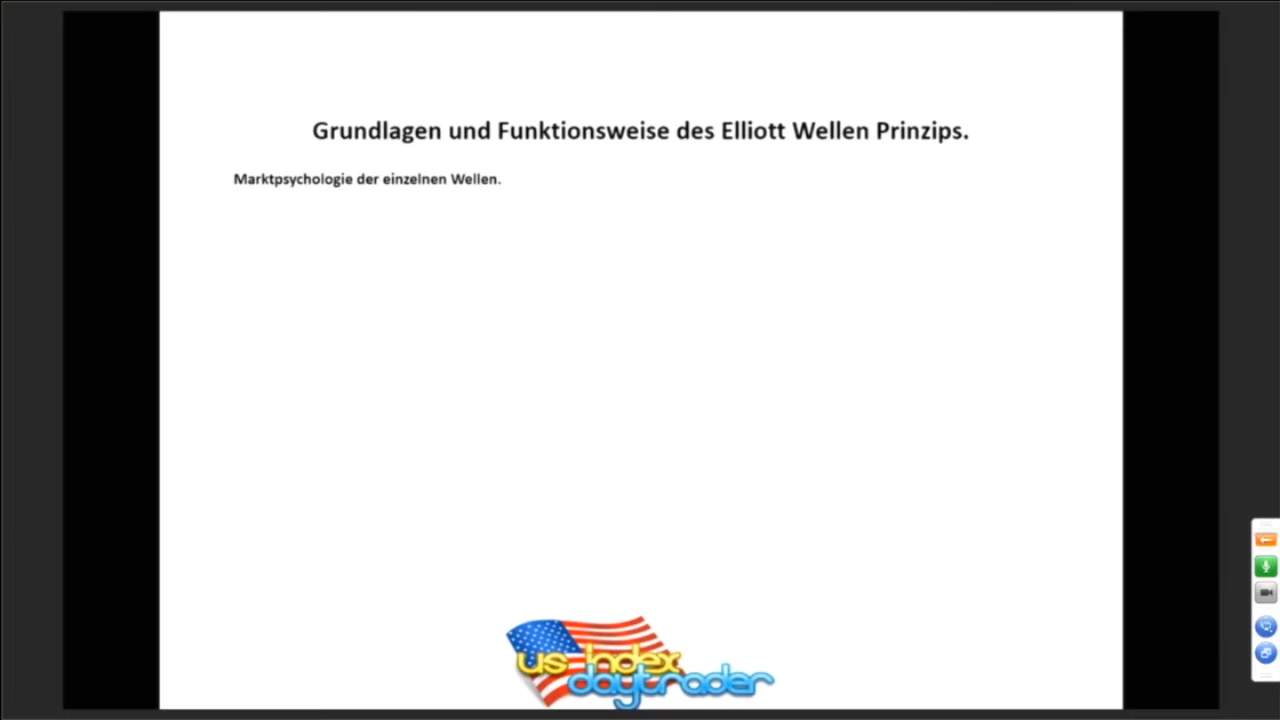 Grundlagen und Funktionsweise des Elliott Wellen Prinzips.
Marktpsychologie der einzelnen Wellen.
us index
daytrader